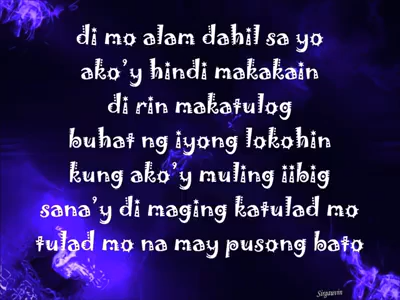 di mo alam dahil sa yo
ako'y hindi makakain
di rin makatulog
buhat ng iyong lokohin
kung ako'y muling iibig
sana'y di maging katulad mo
tulad mo na may pusong bato
Sirgauvin